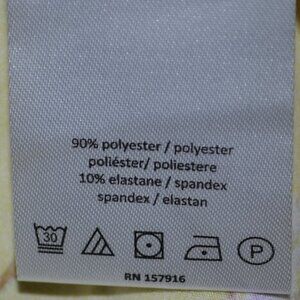 90% polyester / polyester
poliéster/ poliestere
10% elastane / spandex
spandex / elastan
30 P
RN 157916